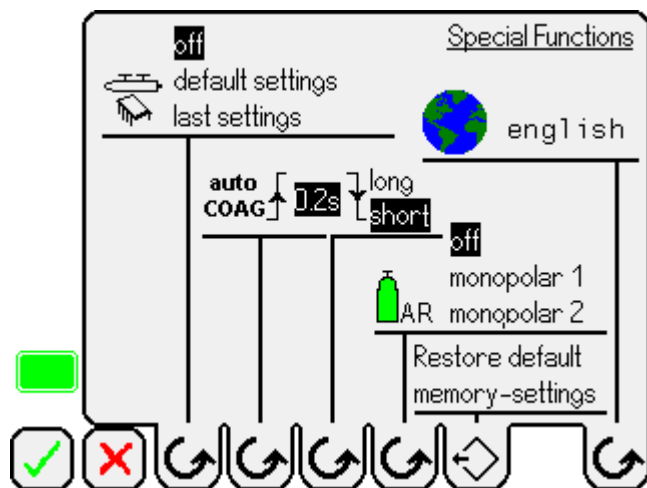 off
Special Functions
default settings
last settings
english
auto
COAG
0.2s
long
short
off
monopolar 1
AR monopolar 2
Restore default
memory-settings